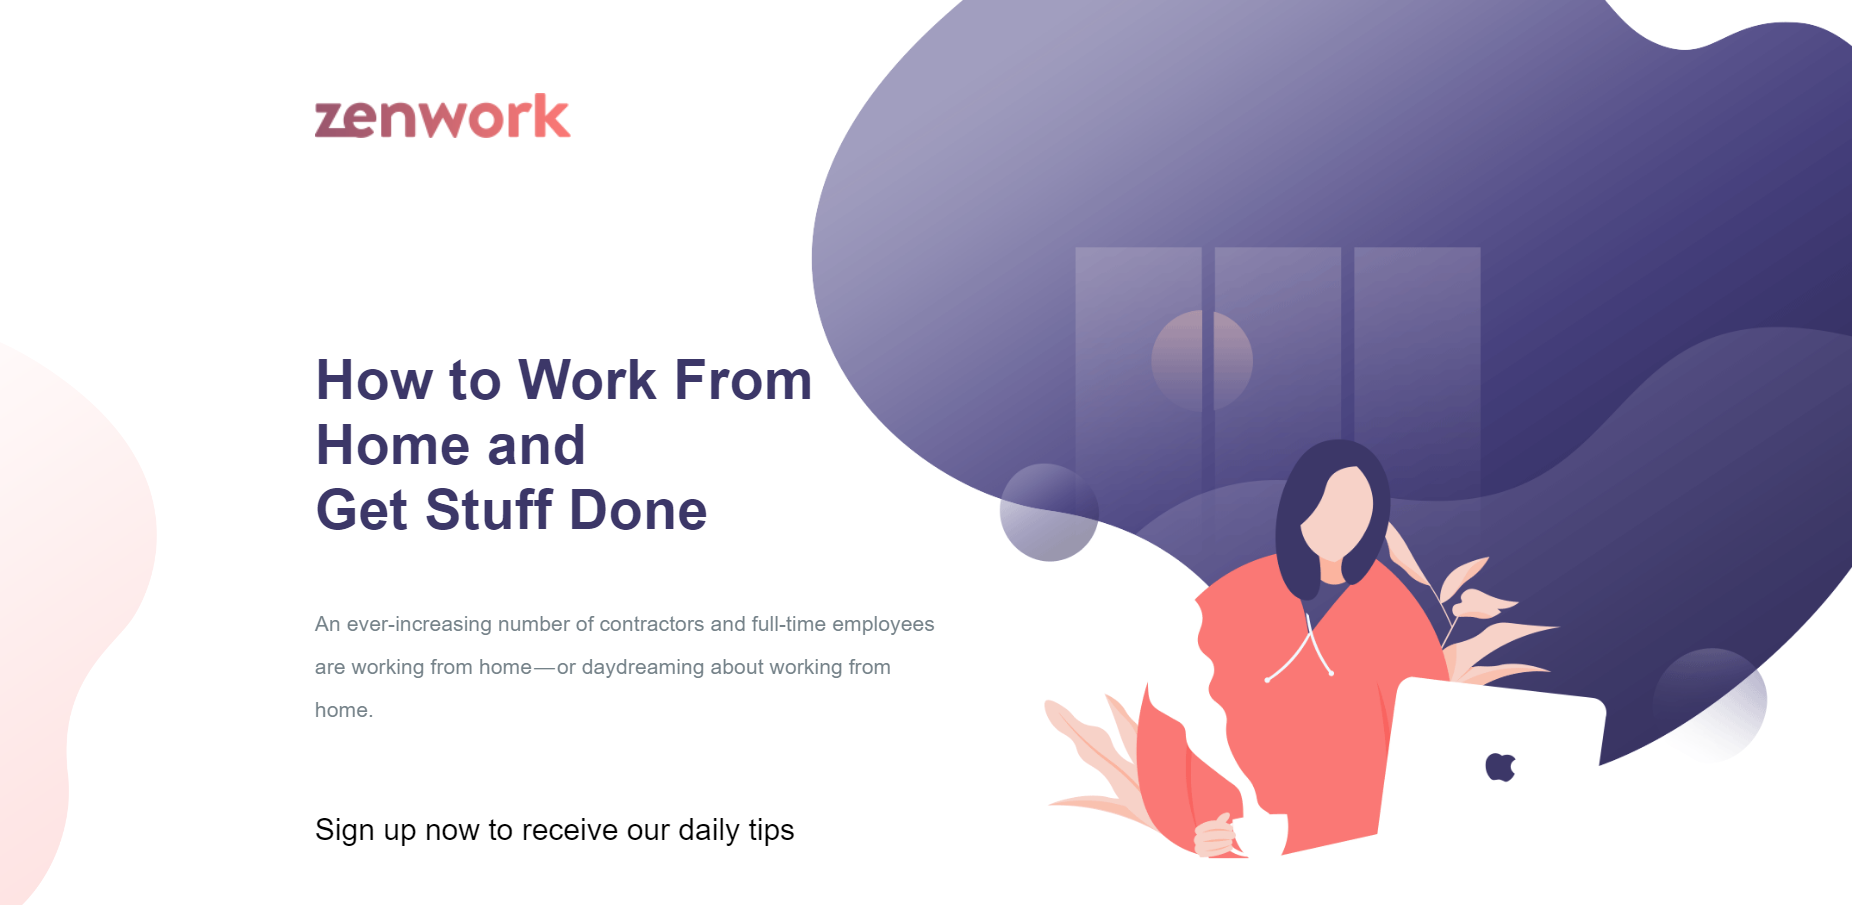 zenwork
How to Work From
Home and
Get Stuff Done
An ever-increasing number of contractors and full-time employees
are working from home — or daydreaming about working from
home.
Sign up now to receive our daily tips